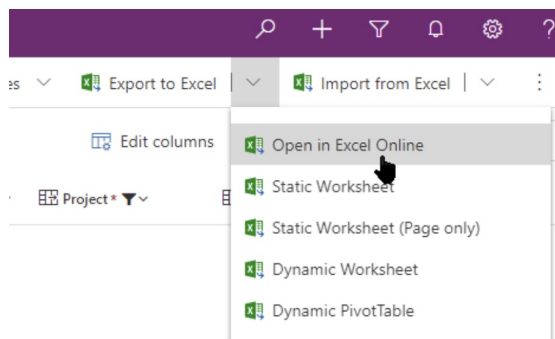 es Export to Excel Import from Excel
Edit columns
Open in Excel Online
Project*
Static Worksheet
Static Worksheet (Page only)
Dynamic Worksheet
Dynamic PivotTable